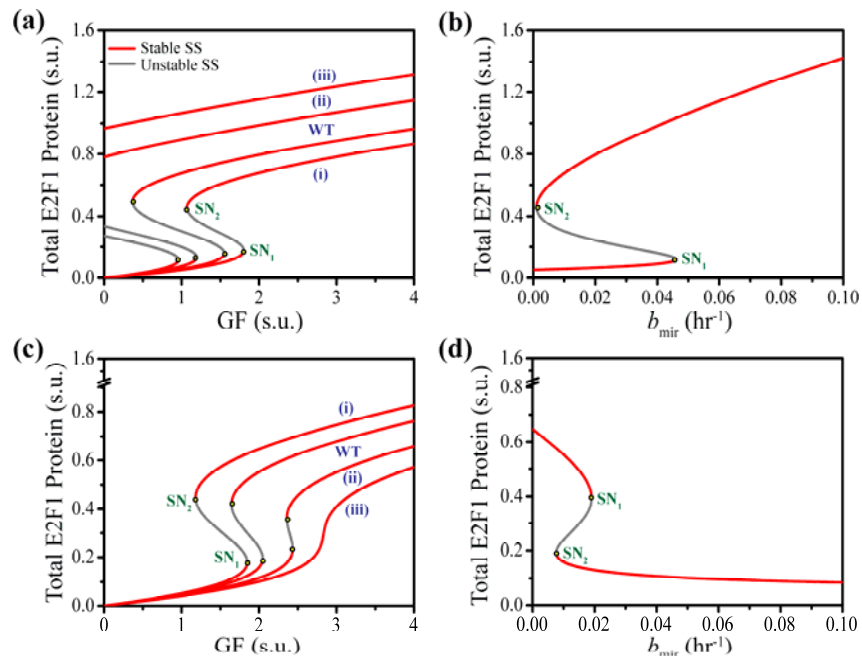 (a)
Total E2F1 Protein (s.u.)
1.6
1.2
0.8
0.4
0.0
Stable SS
Unstable SS
(iii)
(ii)
WT
(i)
SN2
SN1
0 1 2 3 4
GF (s.u.)
(b)
Total E2F1 Protein (s.u.)
1.6
1.2
0.8
0.4
0.0
SN2
SN1
0.00 0.02 0.04 0.06 0.08 0.10
bmir (hr-1)
(c)
Total E2F1 Protein (s.u.)
1.6
0.8
0.6
0.4
0.2
0.0
(i)
WT
(ii)
(iii)
SN2
SN1
0 1 2 3 4
GF (s.u.)
(d)
Total E2F1 Protein (s.u.)
1.6
0.8
0.6
0.4
0.2
0.0
SN1
SN2
0.00 0.02 0.04 0.06 0.08 0.10
bmir (hr-1)